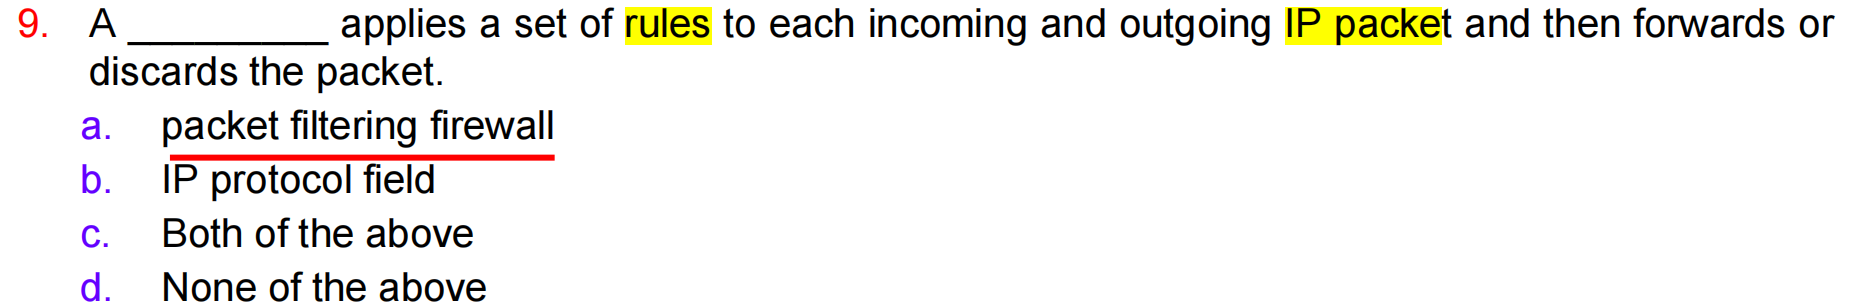 9. A _________ applies a set of rules to each incoming and outgoing IP packet and then forwards or
discards the packet.
a. packet filtering firewall
b. IP protocol field
c. Both of the above
d. None of the above